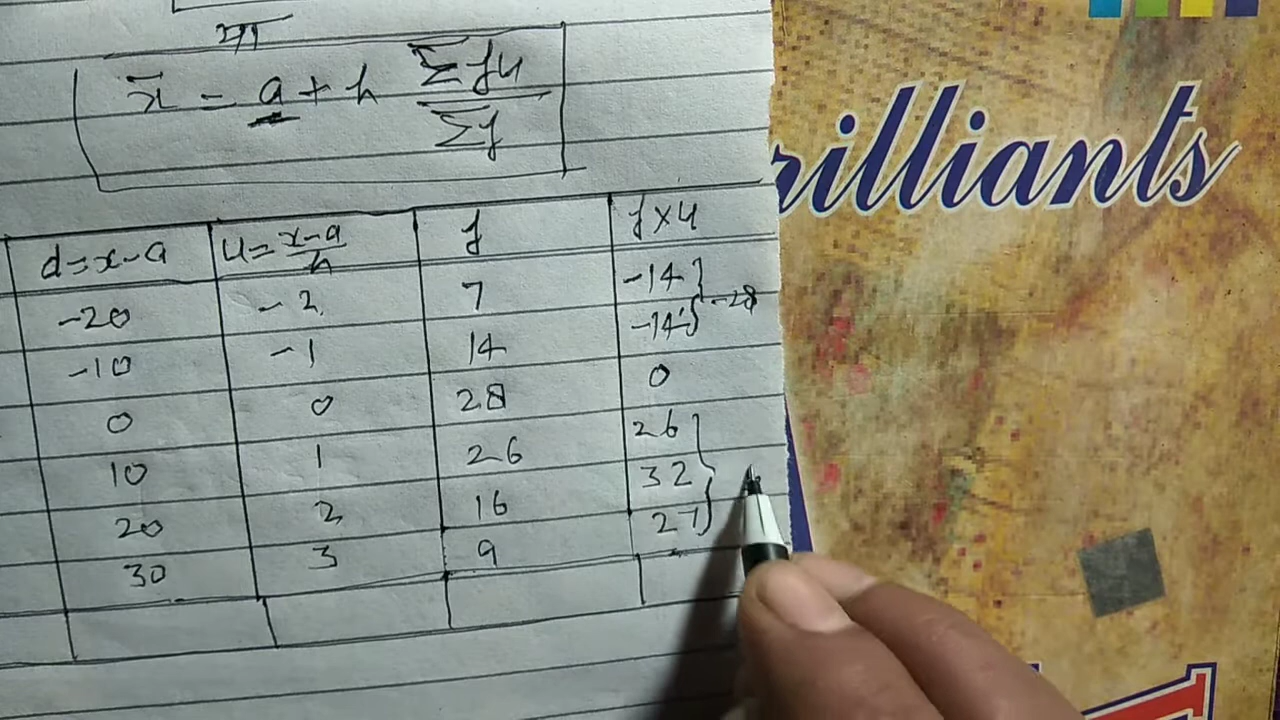 या
x̄ = a + h Σfu / Σf
d=x-a u=x-a/h f f×u
-20 -2 7 -14
-10 -1 14 -14 -28
0 0 28 0
10 1 26 26
20 2 16 32
30 3 9 27
rilliants